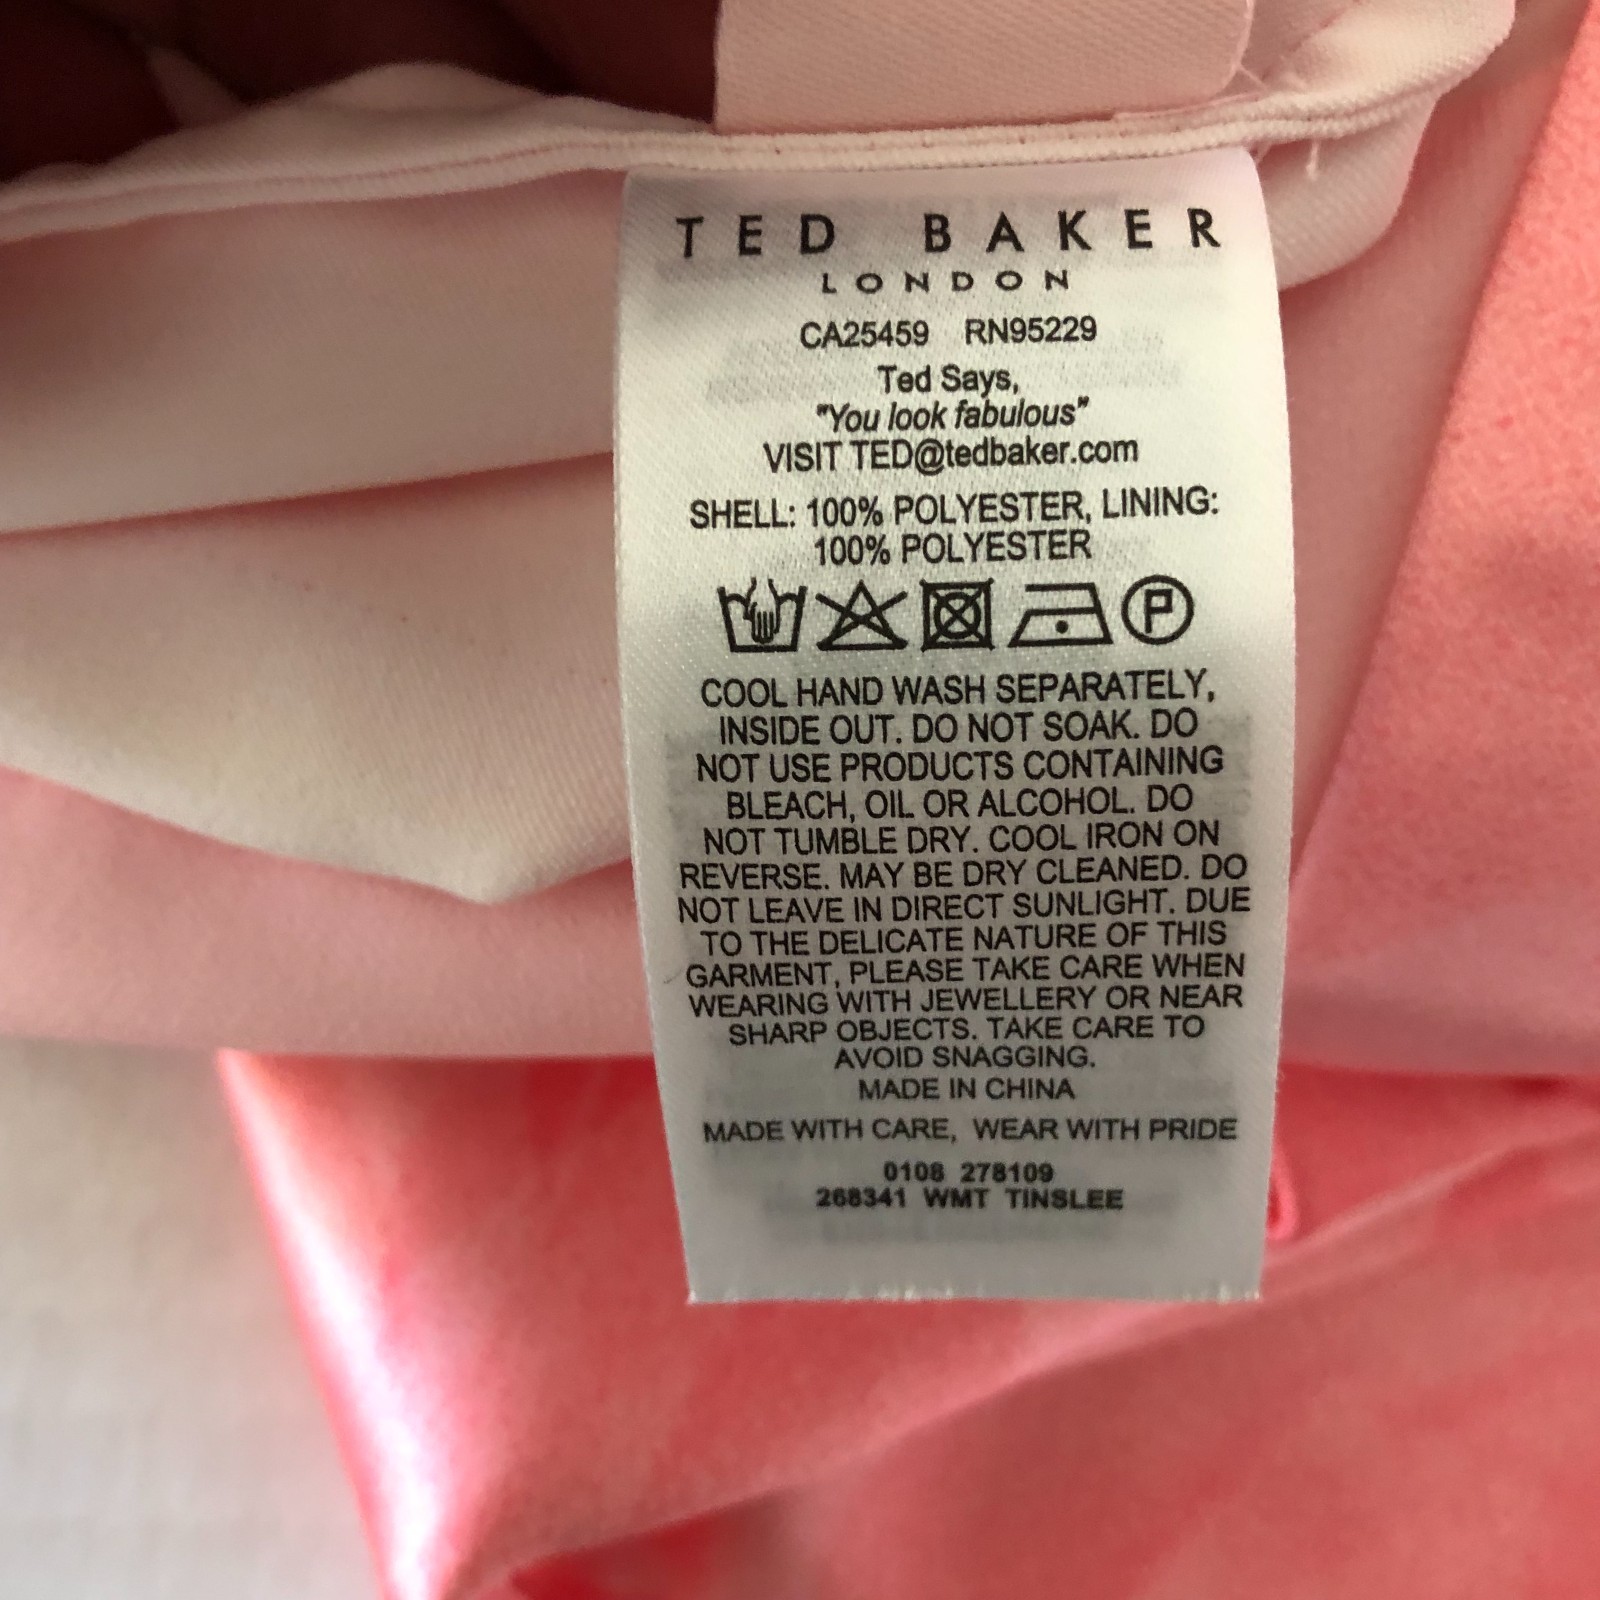 TED BAKER
LONDON
CA25459 RN95229
Ted Says,
"You look fabulous"
VISIT TED@tedbaker.com
SHELL: 100% POLYESTER, LINING:
100% POLYESTER
P
COOL HAND WASH SEPARATELY,
INSIDE OUT. DO NOT SOAK. DO
NOT USE PRODUCTS CONTAINING
BLEACH, OIL OR ALCOHOL. DO
NOT TUMBLE DRY. COOL IRON ON
REVERSE. MAY BE DRY CLEANED. DO
NOT LEAVE IN DIRECT SUNLIGHT. DUE
TO THE DELICATE NATURE OF THIS
GARMENT, PLEASE TAKE CARE WHEN
WEARING WITH JEWELLERY OR NEAR
SHARP OBJECTS. TAKE CARE TO
AVOID SNAGGING.
MADE IN CHINA
MADE WITH CARE, WEAR WITH PRIDE
0108 278109
268341 WMT TINSLEE